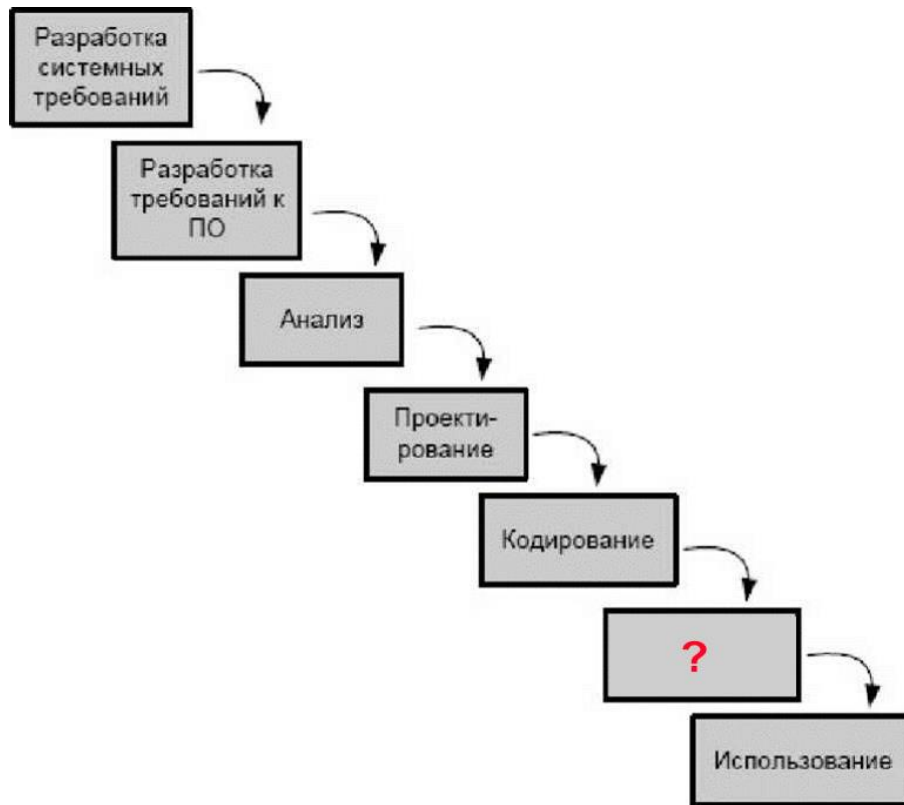 Разработка
системных
требований
Разработка
требований к
ПО
Анализ
Проекти-
рование
Кодирование
?
Использование